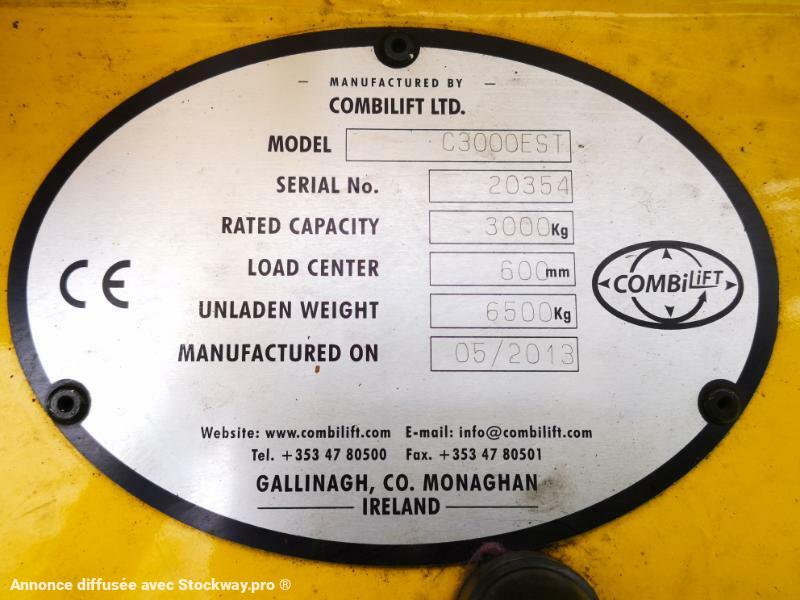 MANUFACTURED BY
COMBILIFT LTD.
MODEL C3000EST
SERIAL No. 20354
RATED CAPACITY 3000Kg
LOAD CENTER 600mm
CE
COMBiLiFT
UNLADEN WEIGHT 6500Kg
MANUFACTURED ON 05/2013
Website: www.combilift.com E-mail: info@combilift.com
Tel. +353 47 80500 Fax. +353 47 80501
GALLINAGH, CO. MONAGHAN
IRELAND
Annonce diffusée avec Stockway.pro ®